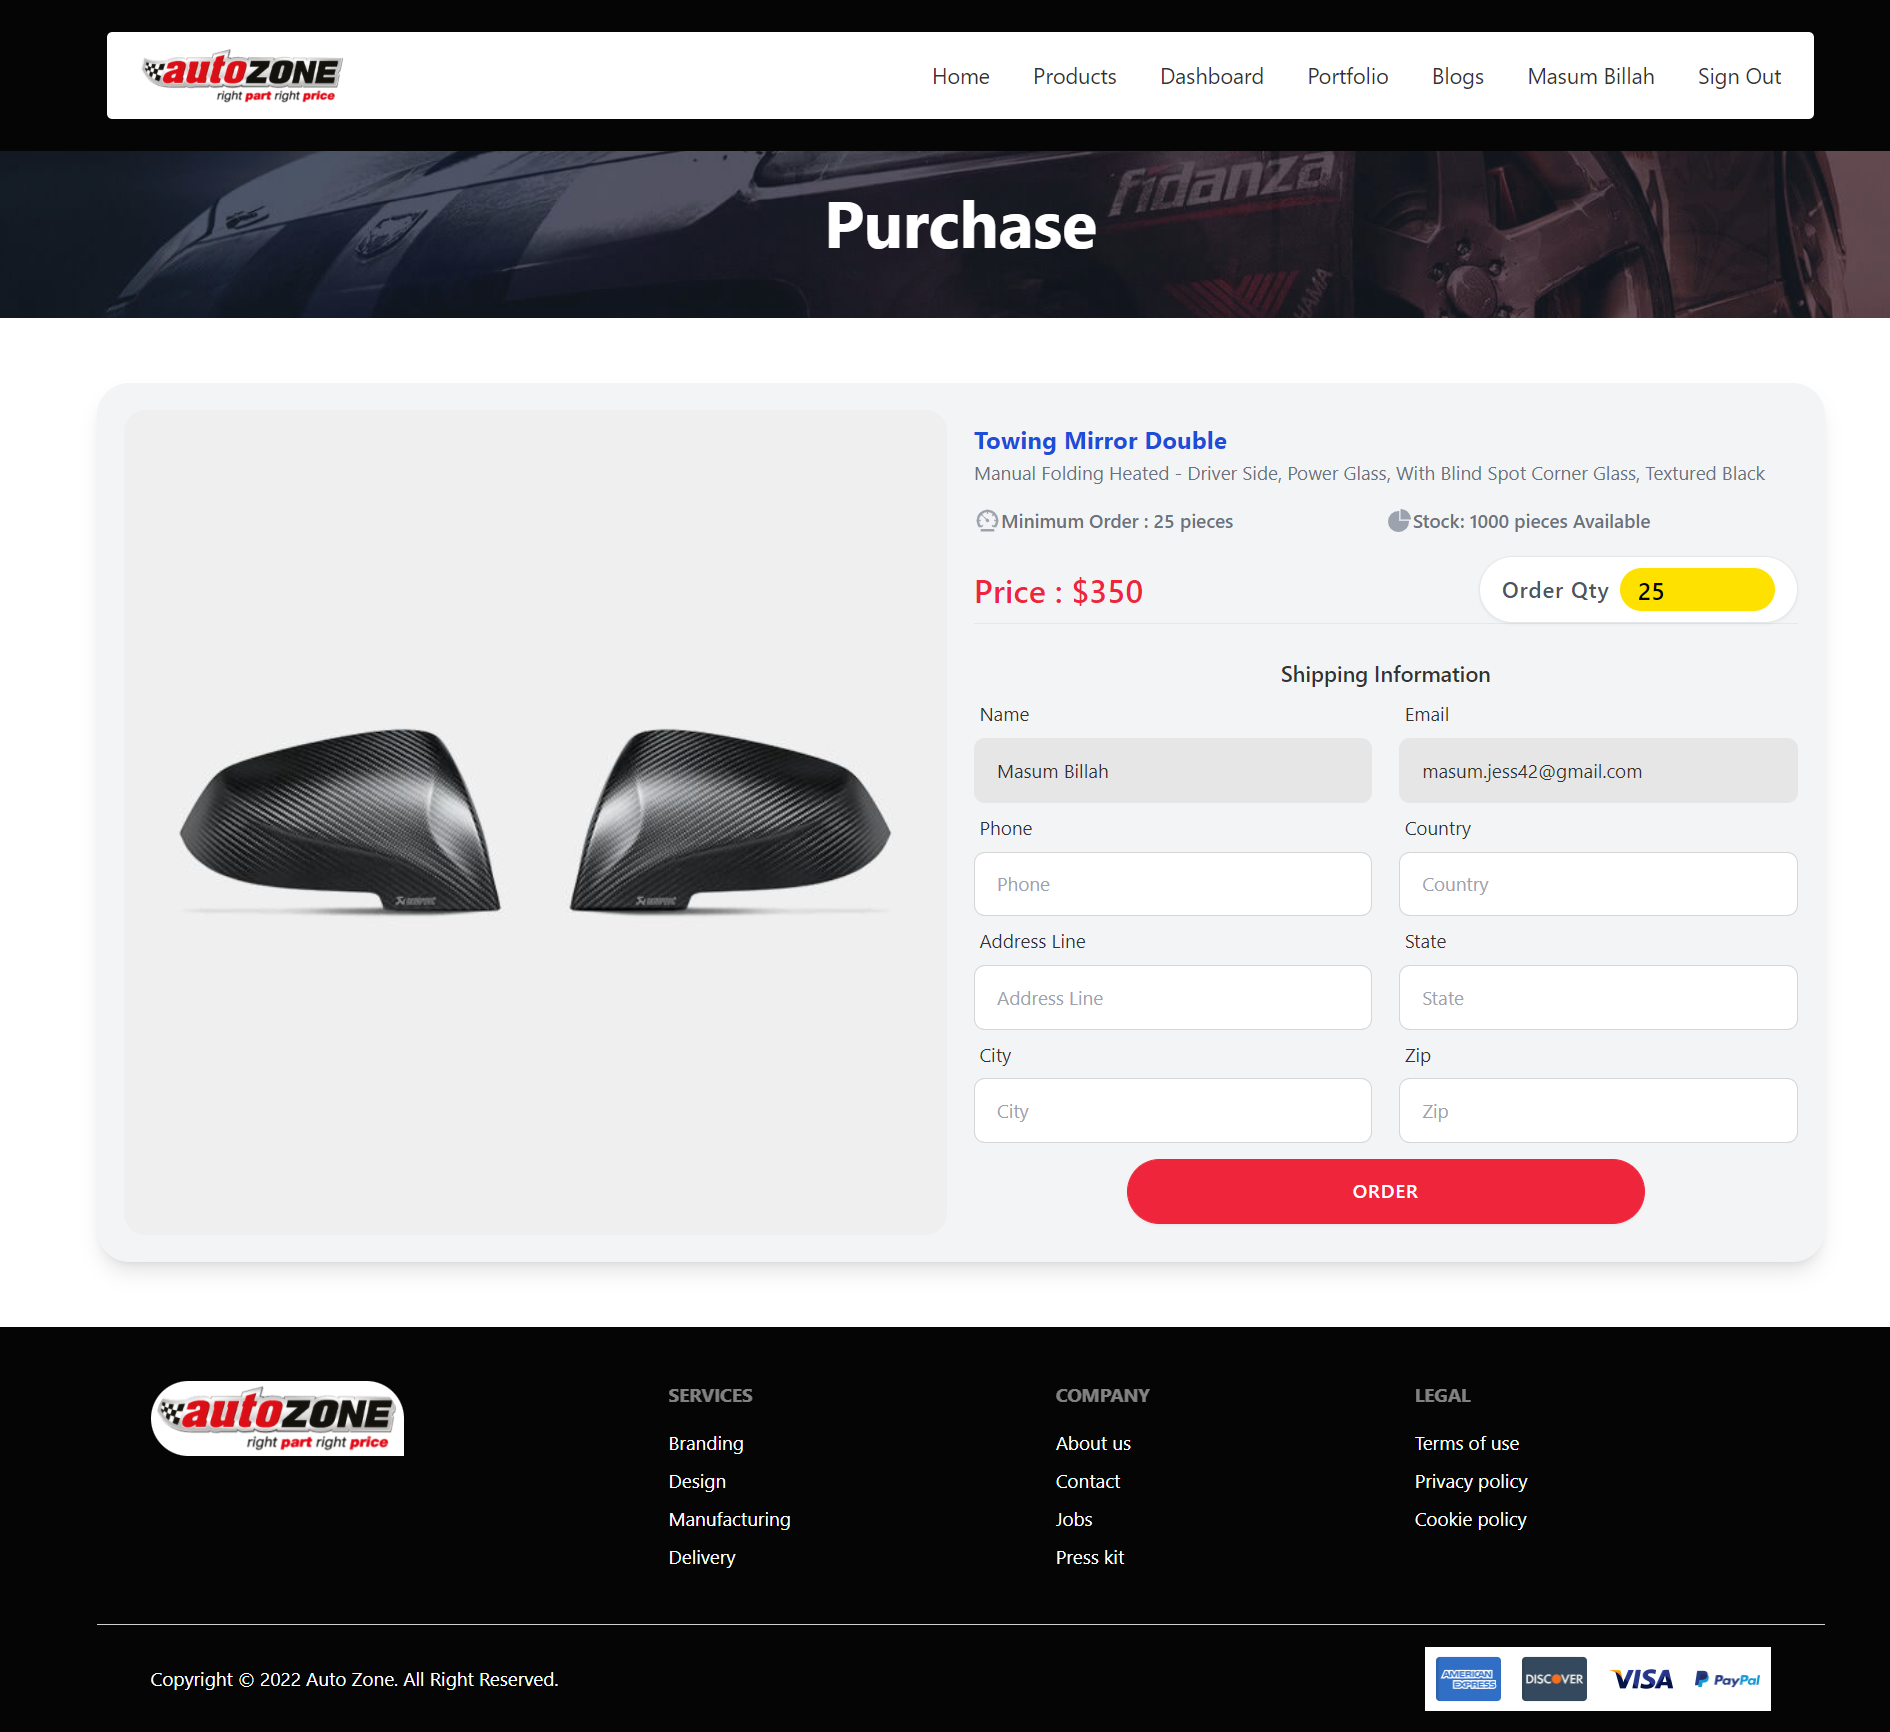 autoZONE
right part right price
Home Products Dashboard Portfolio Blogs Masum Billah Sign Out
fidanza
Purchase
Towing Mirror Double
Manual Folding Heated - Driver Side, Power Glass, With Blind Spot Corner Glass, Textured Black
Minimum Order : 25 pieces
Stock: 1000 pieces Available
Price : $350
Order Qty 25
Shipping Information
Name
Email
Masum Billah
masum.jess42@gmail.com
Phone
Country
Phone
Country
Address Line
State
Address Line
State
City
Zip
City
Zip
ORDER
autoZONE
right part right price
SERVICES
Branding
Design
Manufacturing
Delivery
COMPANY
About us
Contact
Jobs
Press kit
LEGAL
Terms of use
Privacy policy
Cookie policy
Copyright © 2022 Auto Zone. All Right Reserved.
AMERICAN
EXPRESS
DISCOVER
VISA
PayPal